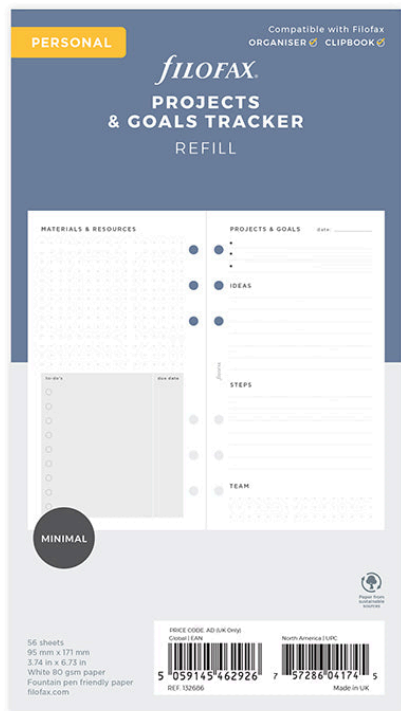 PERSONAL
Compatible with Filofax
ORGANISER CLIPBOOK
fILOFAX®
PROJECTS
& GOALS TRACKER
REFILL
MATERIALS & RESOURCES
PROJECTS & GOALS date:
IDEAS
to-do's due date
filofax
STEPS
TEAM
MINIMAL
Paper from
sustainable
sources
56 sheets
95 mm x 171 mm
3.74 in x 6.73 in
White 80 gsm paper
Fountain pen friendly paper
filofax.com
PRICE CODE: AD (UK Only)
Global | EAN
5 059145 462926
REF. 132686
North America | UPC
7 57286 04174 5
Made in UK